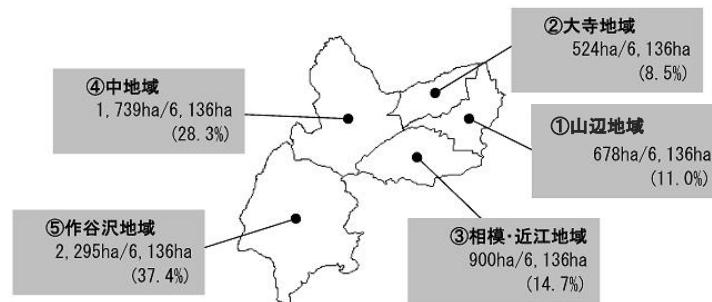 ②大寺地域
524ha/6,136ha
(8.5%)
④中地域
1,739ha/6,136ha
(28.3%)
①山辺地域
678ha/6,136ha
(11.0%)
⑤作谷沢地域
2,295ha/6,136ha
(37.4%)
③相模・近江地域
900ha/6,136ha
(14.7%)